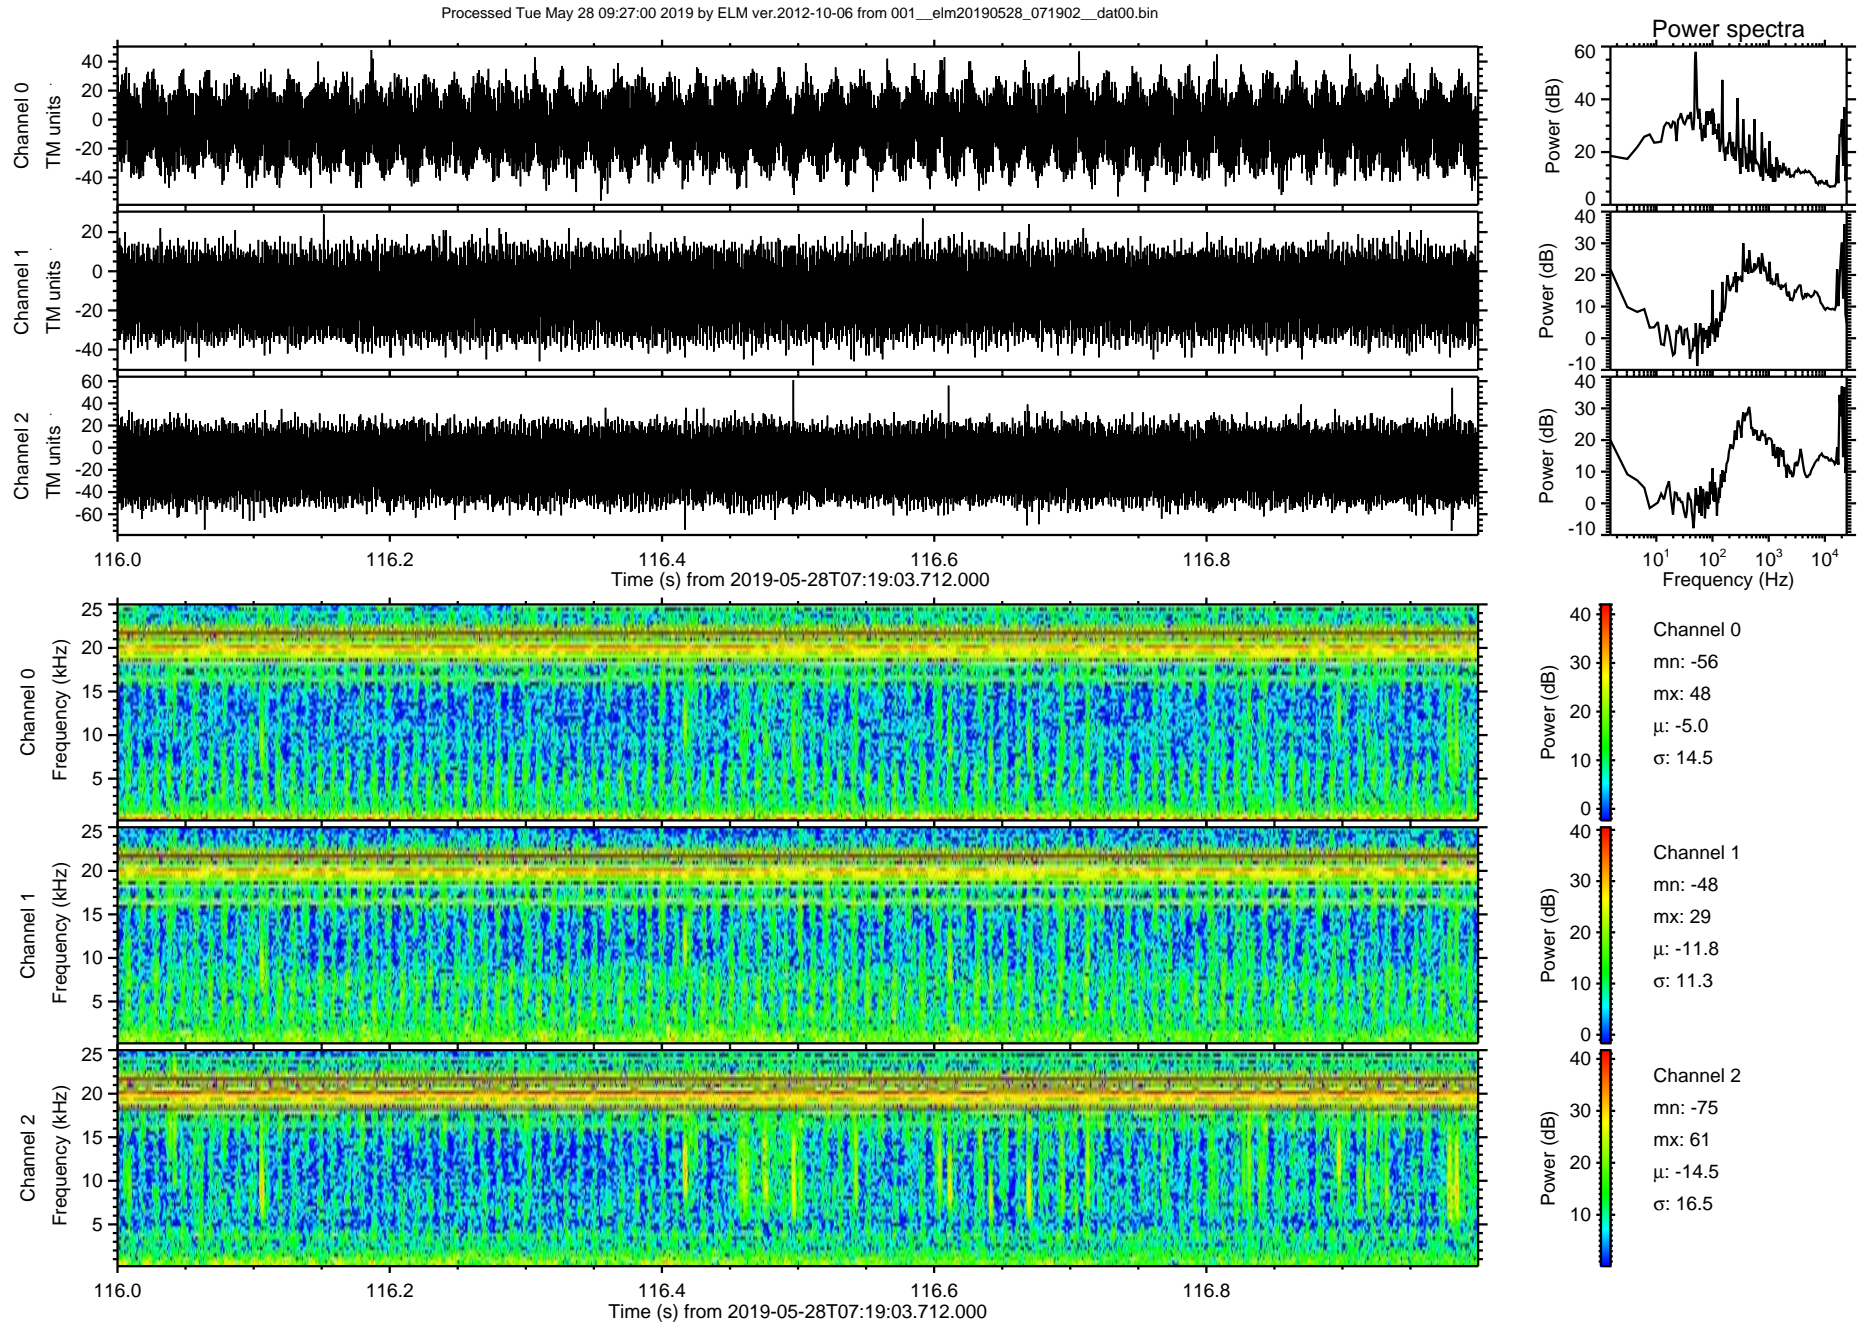 Processed Tue May 28 09:27:00 2019 by ELM ver.2012-10-06 from 001__elm20190528_071902__dat00.bin
Power spectra
Channel 0
TM units
40
20
0
-20
-40
Power (dB)
60
40
20
0
Channel 1
TM units
20
0
-20
-40
Power (dB)
40
30
20
10
0
-10
Channel 2
TM units
60
40
20
0
-20
-40
-60
Power (dB)
40
30
20
10
0
-10
116.0 116.2 116.4 116.6 116.8
Time (s) from 2019-05-28T07:19:03.712.000
10^1 10^2 10^3 10^4
Frequency (Hz)
Channel 0
Frequency (kHz)
25
20
15
10
5
Power (dB)
40
30
20
10
0
Channel 0
mn: -56
mx: 48
μ: -5.0
σ: 14.5
Channel 1
Frequency (kHz)
25
20
15
10
5
Power (dB)
40
30
20
10
0
Channel 1
mn: -48
mx: 29
μ: -11.8
σ: 11.3
Channel 2
Frequency (kHz)
25
20
15
10
5
Power (dB)
40
30
20
10
Channel 2
mn: -75
mx: 61
μ: -14.5
σ: 16.5
116.0 116.2 116.4 116.6 116.8
Time (s) from 2019-05-28T07:19:03.712.000